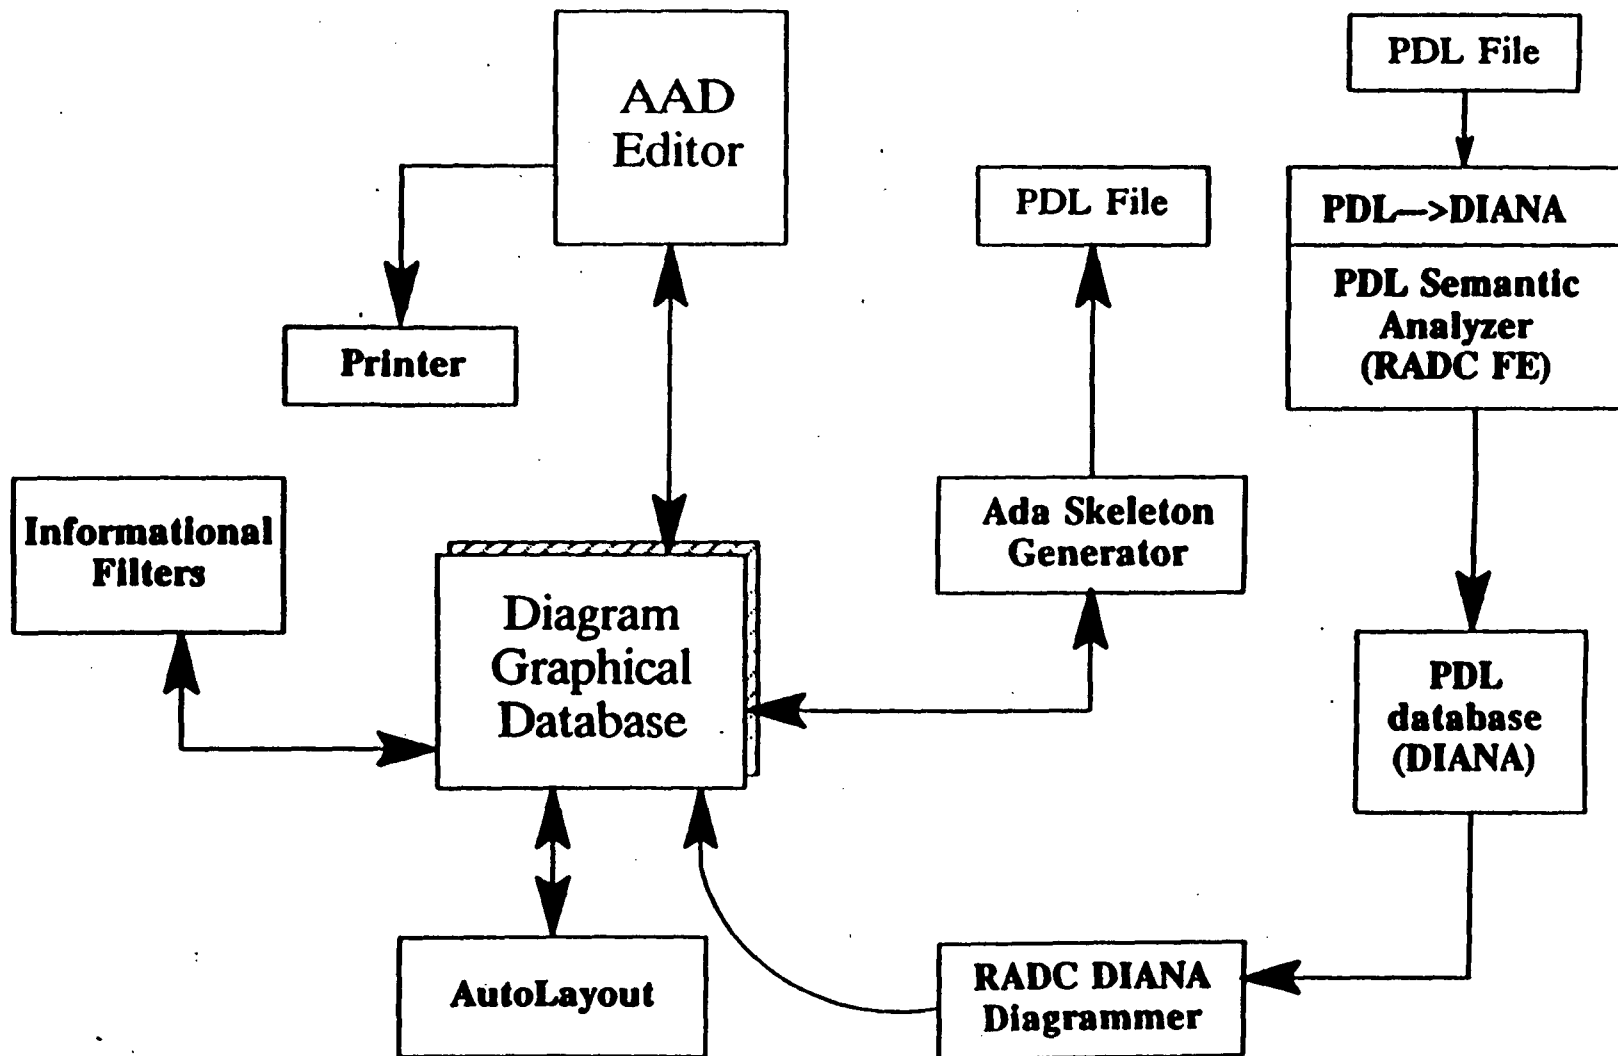 AAD
Editor
PDL File
PDL File
PDL-->DIANA
PDL Semantic
Analyzer
(RADC FE)
Printer
Informational
Filters
Ada Skeleton
Generator
Diagram
Graphical
Database
PDL
database
(DIANA)
AutoLayout
RADC DIANA
Diagrammer